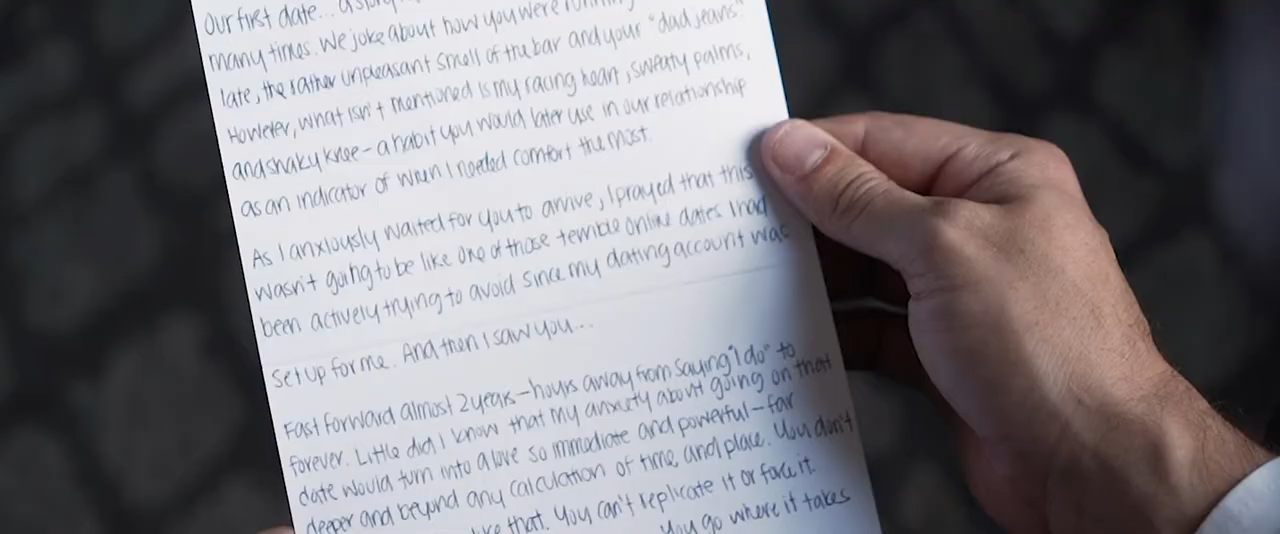 our first date... a story
many times. We joke about how you were running
late, the rather unpleasant smell of the bar and your "dad jeans".
However, what isn't mentioned is my racing heart, sweaty palms,
and shaky knee - a habit you would later use in our relationship
as an indicator of when I needed comfort the most.
As I anxiously waited for you to arrive, I prayed that this
wasn't going to be like one of those terrible online dates I had
been actively trying to avoid since my dating account was
set up for me. And then I saw you...
Fast forward almost 2 years - hours away from saying "I do" to
forever. Little did I know that my anxiety about going on that
date would turn into a love so immediate and powerful - far
deeper and beyond any calculation of time and place. You don't
like that. You can't replicate it or force it.
You go where it takes